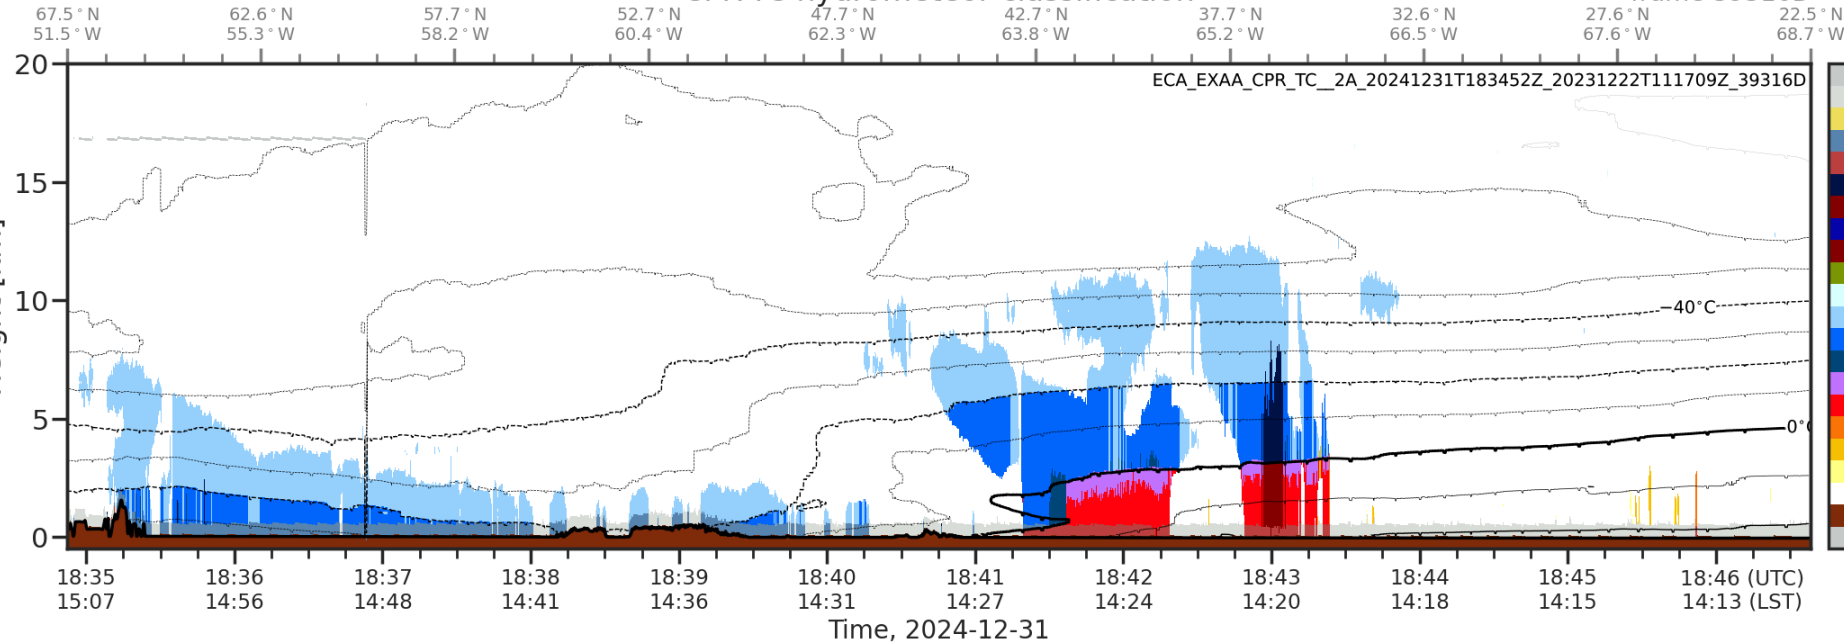 67.5°N 62.6°N 57.7°N 52.7°N 47.7°N 42.7°N 37.7°N 32.6°N 27.6°N 22.5°N
51.5°W 55.3°W 58.2°W 60.4°W 62.3°W 63.8°W 65.2°W 66.5°W 67.6°W 68.7°W
ECA_EXAA_CPR_TC__2A_20241231T183452Z_20231222T111709Z_39316D
20
15
10
5
0
−40°C
0°C
18:35 18:36 18:37 18:38 18:39 18:40 18:41 18:42 18:43 18:44 18:45 18:46 (UTC)
15:07 14:56 14:48 14:41 14:36 14:31 14:27 14:24 14:20 14:18 14:15 14:13 (LST)
Time, 2024-12-31